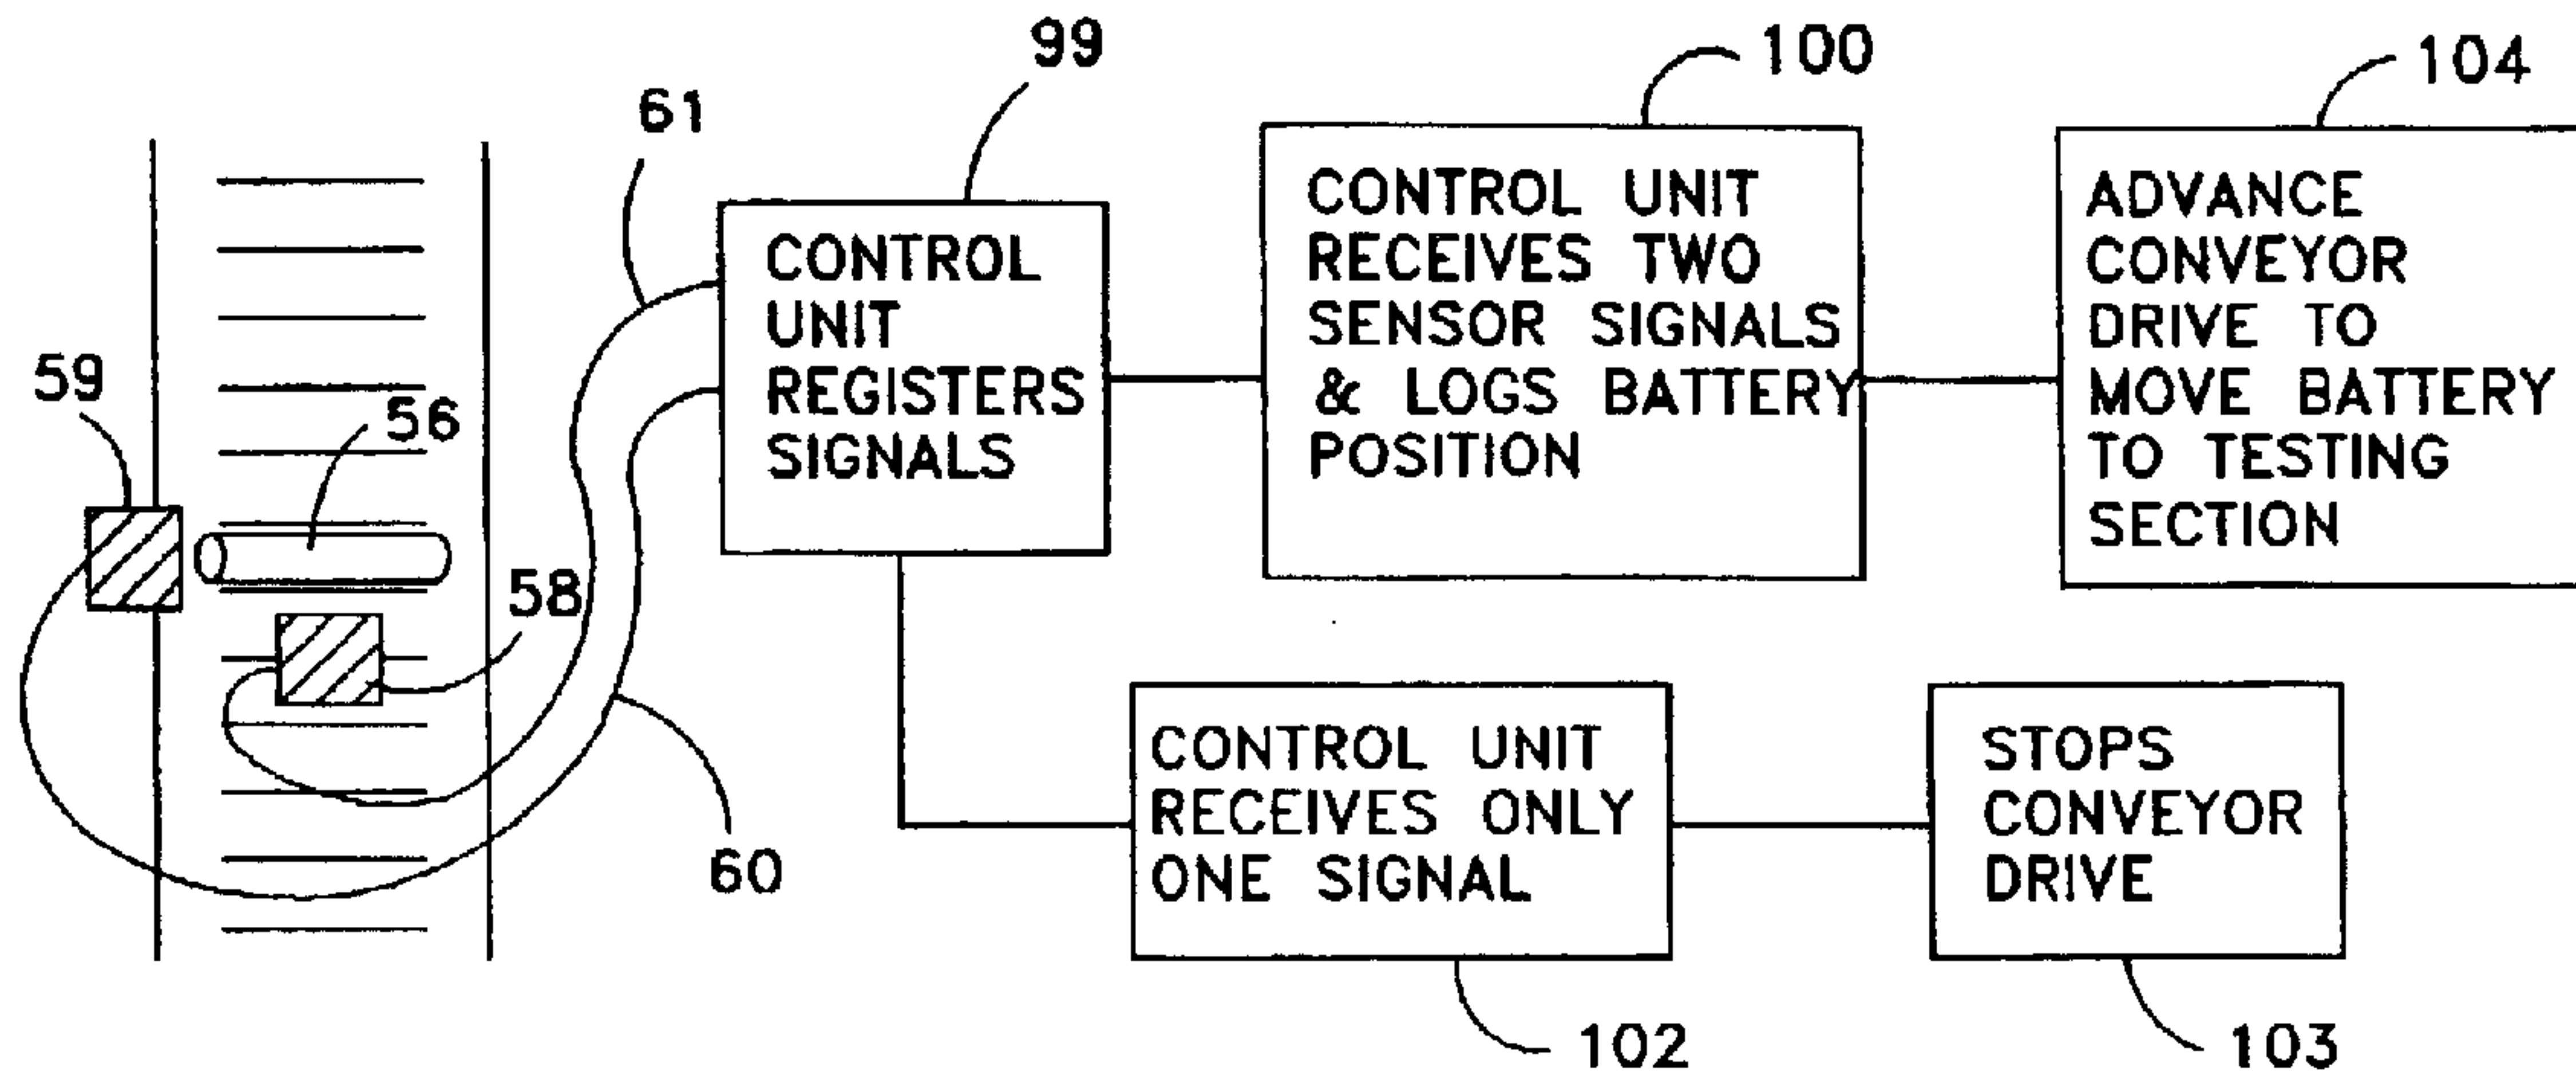 99
100
104
61
59
56
58
60
CONTROL
UNIT
REGISTERS
SIGNALS
CONTROL UNIT
RECEIVES TWO
SENSOR SIGNALS
& LOGS BATTERY
POSITION
ADVANCE
CONVEYOR
DRIVE TO
MOVE BATTERY
TO TESTING
SECTION
CONTROL UNIT
RECEIVES ONLY
ONE SIGNAL
STOPS
CONVEYOR
DRIVE
102
103